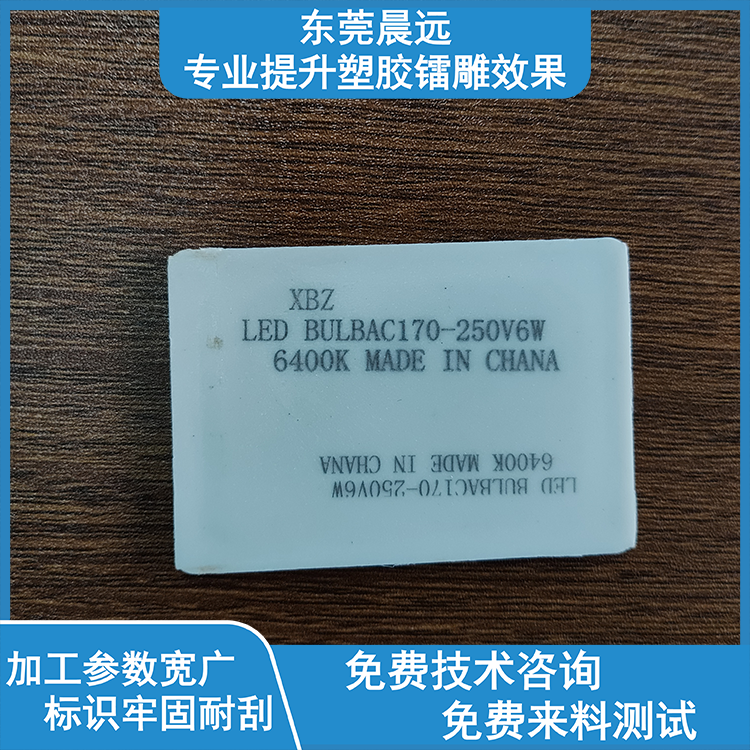 东莞晨远
专业提升塑胶镭雕效果
XBZ
LED BULBAC170-250V6W
6400K MADE IN CHANA
6400K MADE IN CHANA
LED BULBAC170-250V6W
加工参数宽广
标识牢固耐刮
免费技术咨询
免费来料测试